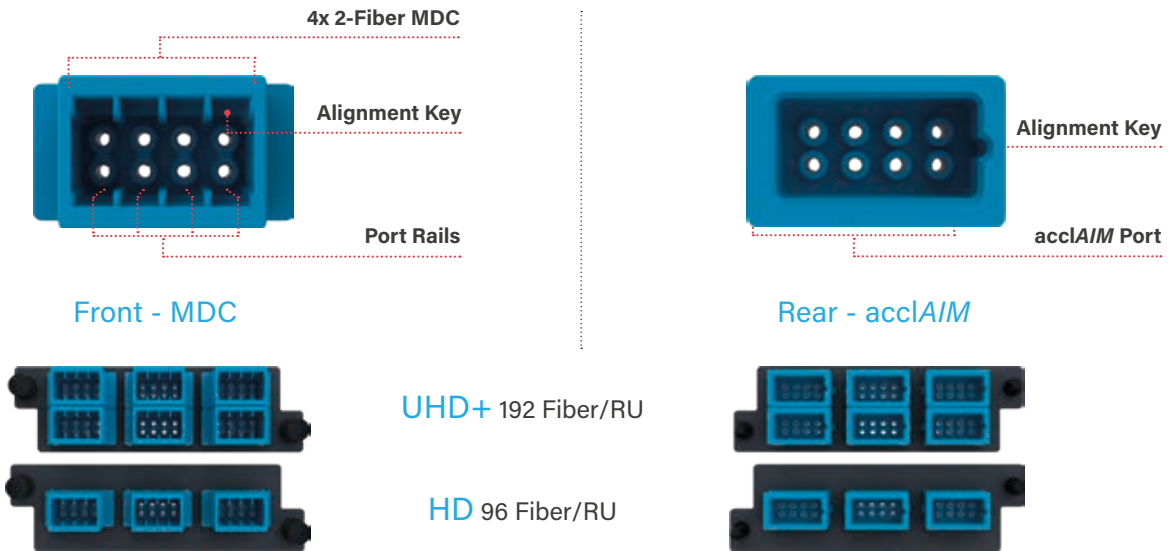 4x 2-Fiber MDC
Alignment Key
Port Rails
Front - MDC
Alignment Key
acclAIM Port
Rear - acclAIM
UHD+ 192 Fiber/RU
HD 96 Fiber/RU